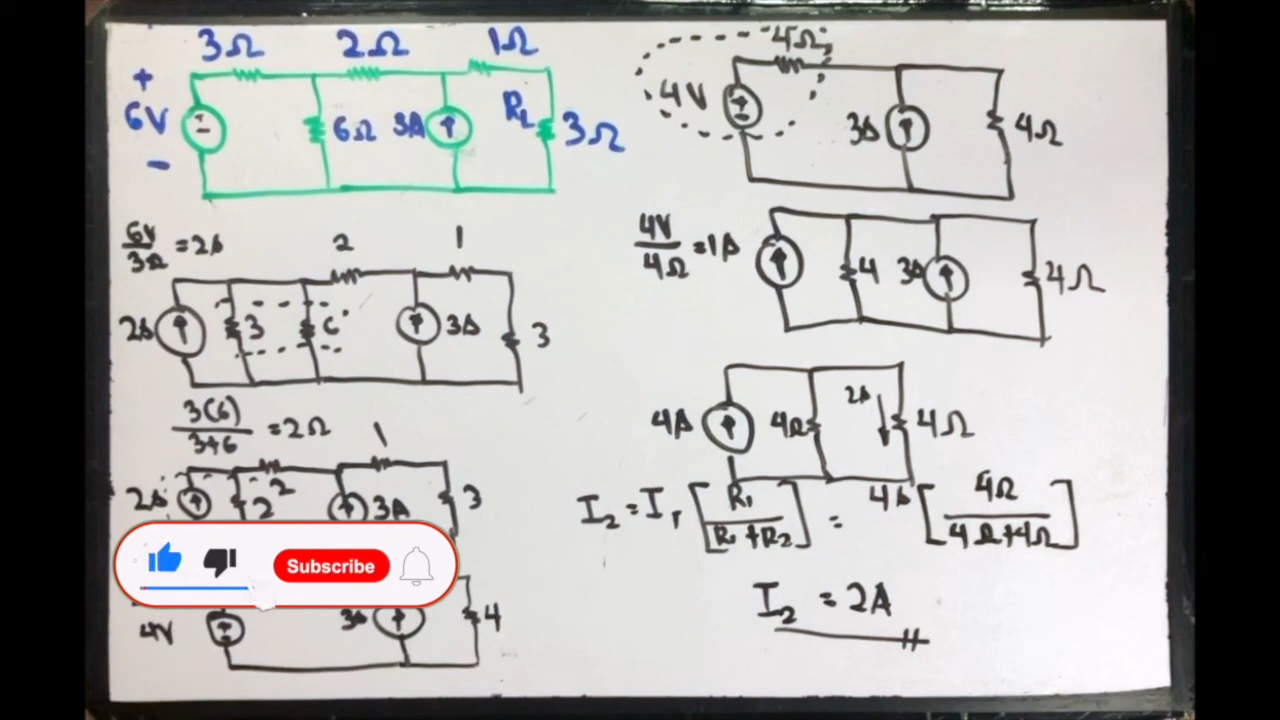 3Ω 2Ω 1Ω
+
6V
−
6Ω 3A R_L 3Ω
6V/3Ω = 2A
2 1
2A 3 6 3A 3
3(6)/3+6 = 2Ω
1
2A 2 2 3A 3
Subscribe
4V 3A 4
4Ω
4V 3A 4Ω
4V/4Ω = 1A
4 3A 4Ω
2A
4A 4Ω 4Ω
I₂ = I_T [R₁/R₁+R₂] = 4A [4Ω/4Ω+4Ω]
I₂ = 2A